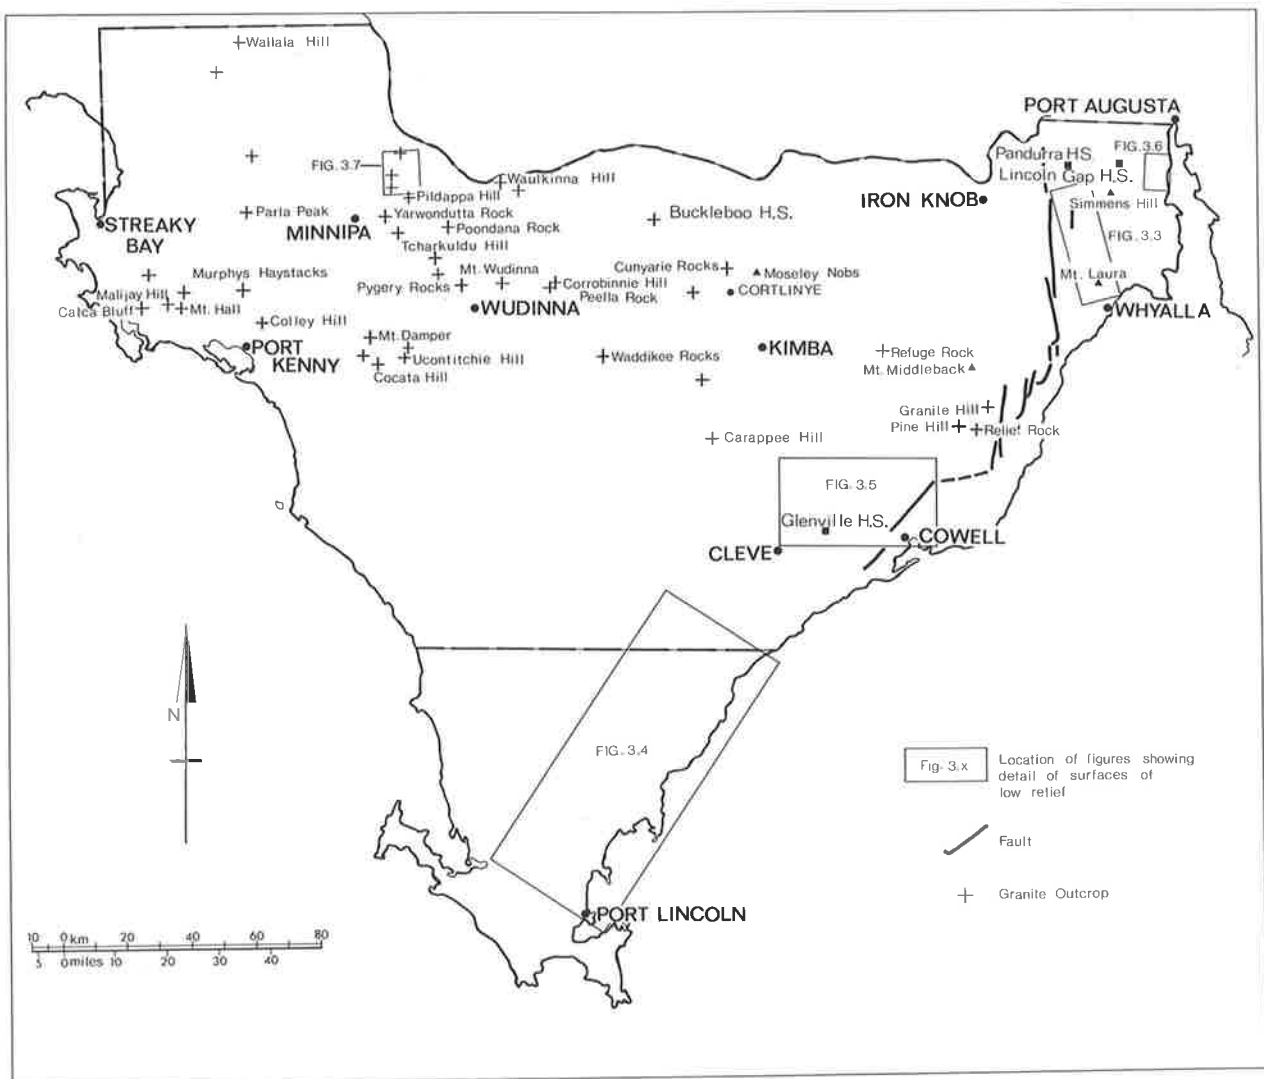 Wallala Hill
PORT AUGUSTA
FIG. 3.7
Pandurra HS.
FIG. 3.6
Lincoln Gap H.S.
Waulkinna Hill
Pildappa Hill
IRON KNOB
Simmens Hill
Parla Peak
Yarwondutta Rock
Buckleboo H.S.
STREAKY
BAY
MINNIPA
Poondana Rock
FIG. 3.3
Tcharkuldu Hill
Murphys Haystacks
Mt. Wudinna
Cunyarie Rocks
Moseley Nobs
Mt. Laura
Pygery Rocks
Corrobinnie Hill
Malijay Hill
Peella Rock
CORTLINYE
Calca Bluff
Mt. Hall
WUDINNA
WHYALLA
Colley Hill
Mt. Damper
PORT
KENNY
KIMBA
Refuge Rock
Ucontitchie Hill
Waddikee Rocks
Mt. Middleback
Cocata Hill
Granite Hill
Pine Hill
Relief Rock
Carappee Hill
FIG. 3.5
Glenville H.S.
COWELL
CLEVE
N
FIG. 3.4
Fig. 3.x
Location of figures showing
detail of surfaces of
low relief
Fault
Granite Outcrop
PORT LINCOLN
10 0 km 20 40 60 80
5 0 miles 10 20 30 40